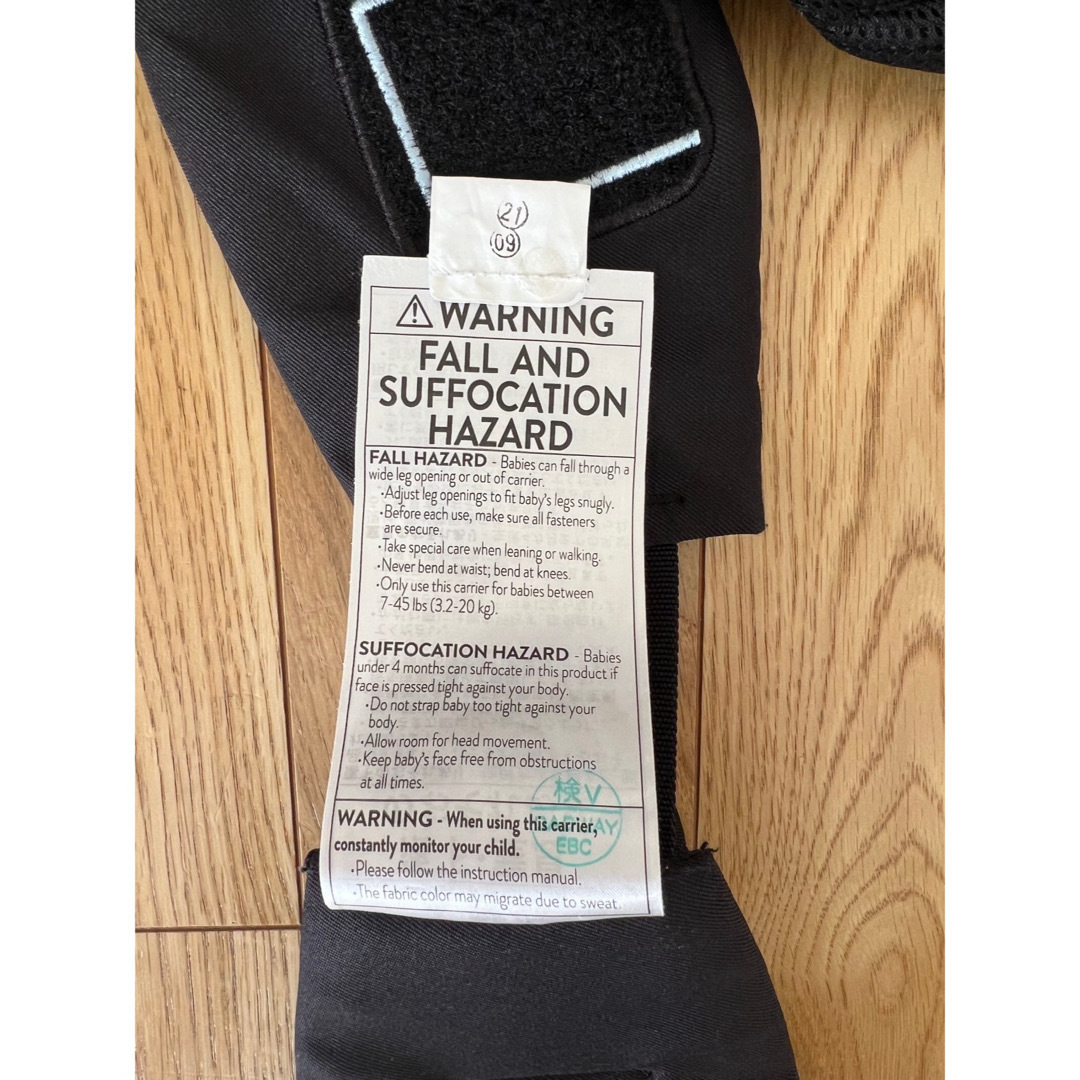 21
09
WARNING
FALL AND
SUFFOCATION
HAZARD
FALL HAZARD - Babies can fall through a
wide leg opening or out of carrier.
•Adjust leg openings to fit baby's legs snugly.
•Before each use, make sure all fasteners
are secure.
•Take special care when leaning or walking.
•Never bend at waist; bend at knees.
•Only use this carrier for babies between
7-45 lbs (3.2-20 kg).
SUFFOCATION HAZARD - Babies
under 4 months can suffocate in this product if
face is pressed tight against your body.
•Do not strap baby too tight against your
body.
•Allow room for head movement.
•Keep baby's face free from obstructions
at all times.
検V
EBC
WARNING - When using this carrier,
constantly monitor your child.
•Please follow the instruction manual.
•The fabric color may migrate due to sweat.